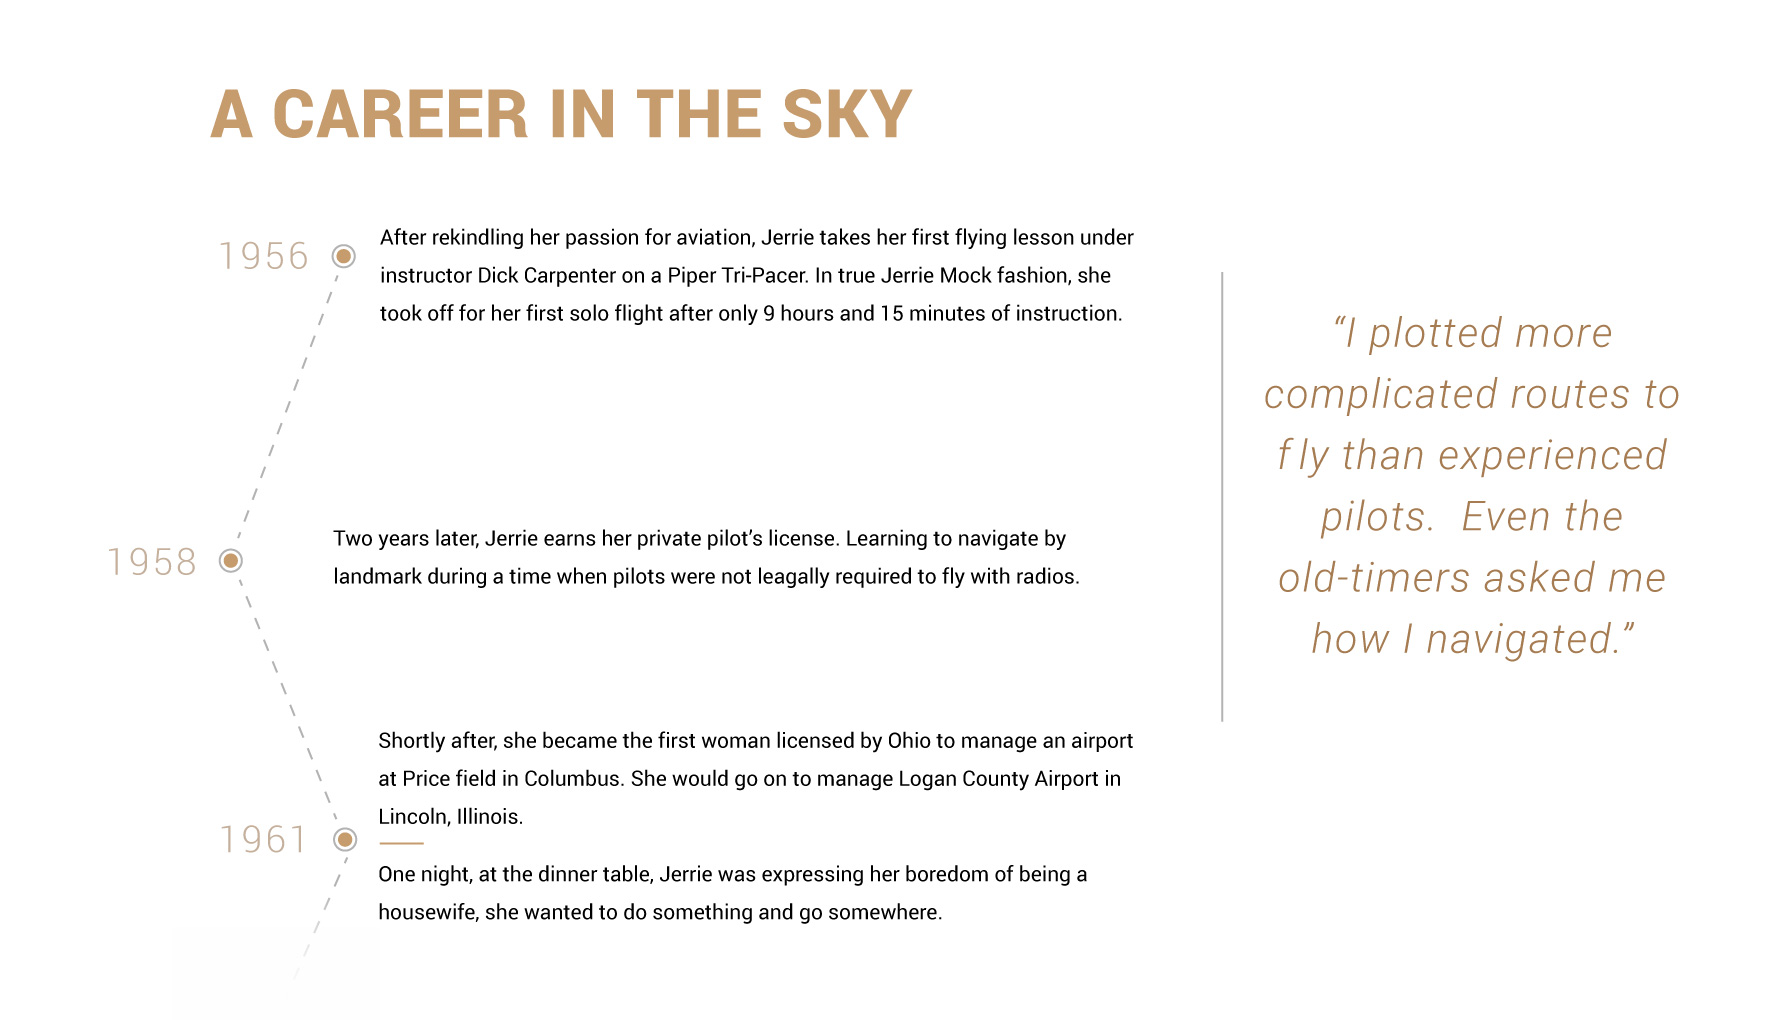 A CAREER IN THE SKY
1956
After rekindling her passion for aviation, Jerrie takes her first flying lesson under
instructor Dick Carpenter on a Piper Tri-Pacer. In true Jerrie Mock fashion, she
took off for her first solo flight after only 9 hours and 15 minutes of instruction.
1958
Two years later, Jerrie earns her private pilot’s license. Learning to navigate by
landmark during a time when pilots were not leagally required to fly with radios.
1961
Shortly after, she became the first woman licensed by Ohio to manage an airport
at Price field in Columbus. She would go on to manage Logan County Airport in
Lincoln, Illinois.
One night, at the dinner table, Jerrie was expressing her boredom of being a
housewife, she wanted to do something and go somewhere.
“I plotted more
complicated routes to
fly than experienced
pilots.  Even the
old-timers asked me
how I navigated.”